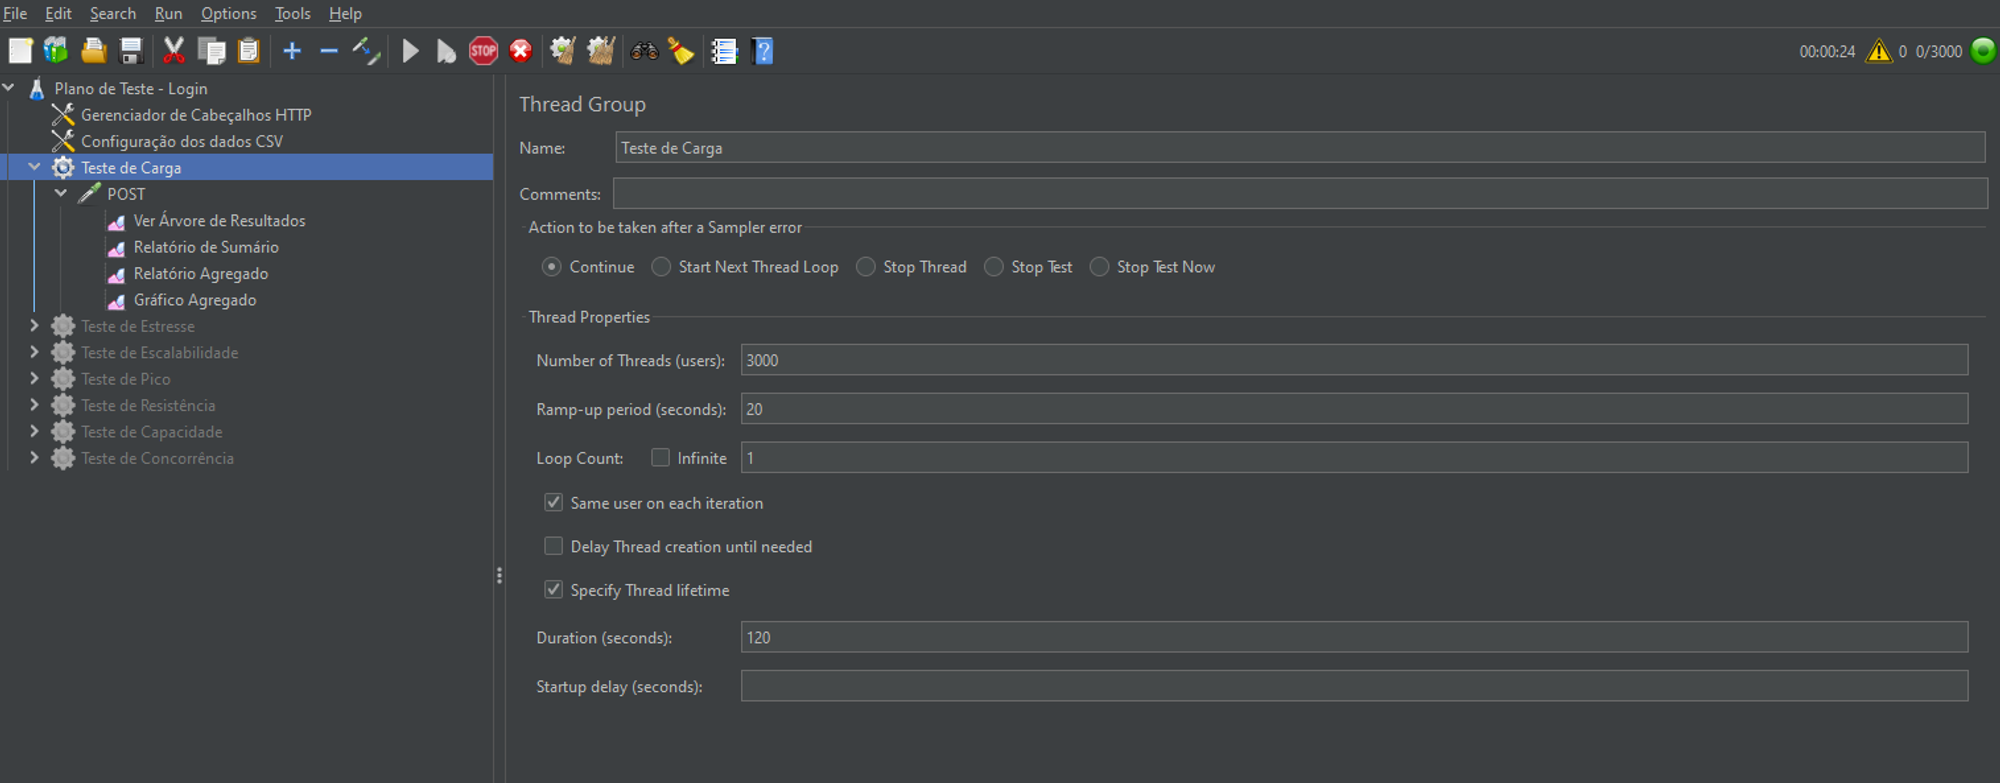 File Edit Search Run Options Tools Help
STOP ? 00:00:24 0 0/3000
Plano de Teste - Login
Gerenciador de Cabeçalhos HTTP
Configuração dos dados CSV
Teste de Carga
POST
Ver Árvore de Resultados
Relatório de Sumário
Relatório Agregado
Gráfico Agregado
Teste de Estresse
Teste de Escalabilidade
Teste de Pico
Teste de Resistência
Teste de Capacidade
Teste de Concorrência
Thread Group
Name: Teste de Carga
Comments:
Action to be taken after a Sampler error
Continue Start Next Thread Loop Stop Thread Stop Test Stop Test Now
Thread Properties
Number of Threads (users): 3000
Ramp-up period (seconds): 20
Loop Count: Infinite 1
Same user on each iteration
Delay Thread creation until needed
Specify Thread lifetime
Duration (seconds): 120
Startup delay (seconds):